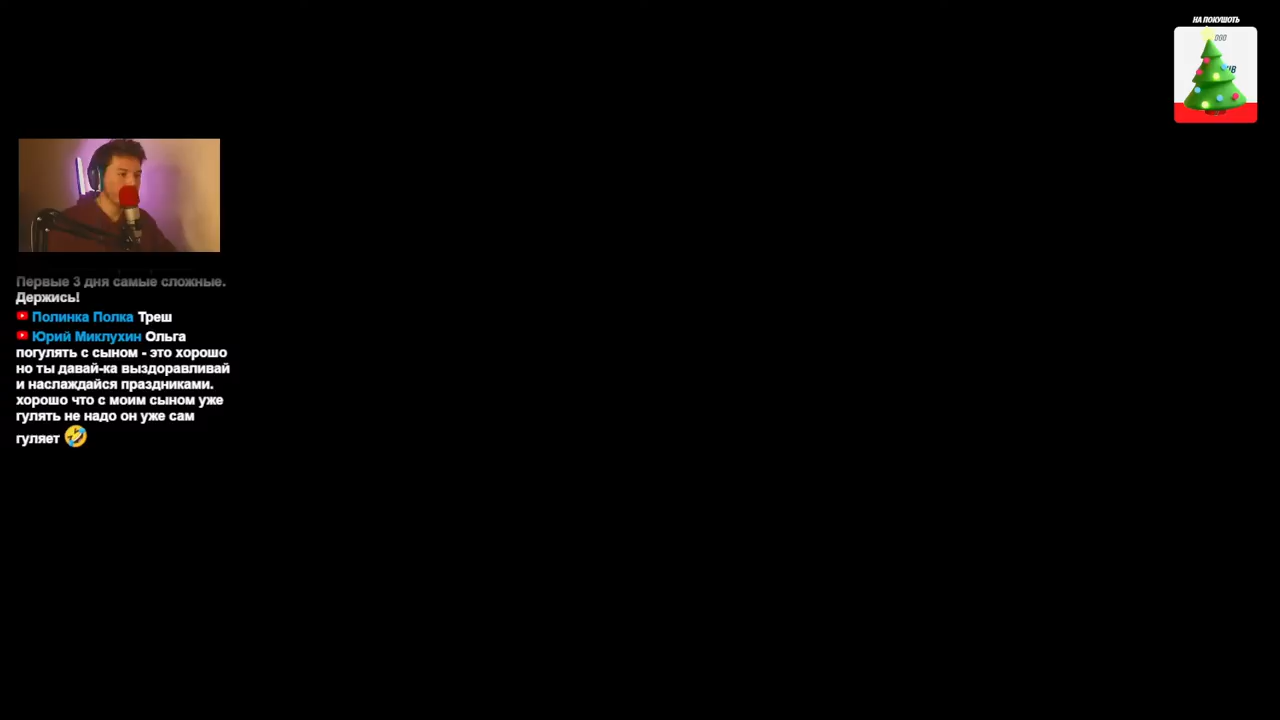 НА ПОКУШОТЬ
000
Первые 3 дня самые сложные.
Держись!
Полинка Полка Треш
Юрий Миклухин Ольга
погулять с сыном - это хорошо
но ты давай-ка выздоравливай
и наслаждайся праздниками.
хорошо что с моим сыном уже
гулять не надо он уже сам
гуляет 🤣